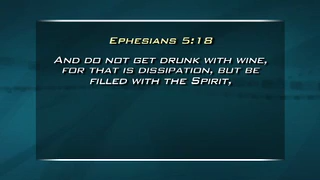 Ephesians 5:18
And do not get drunk with wine,
for that is dissipation, but be
filled with the Spirit,